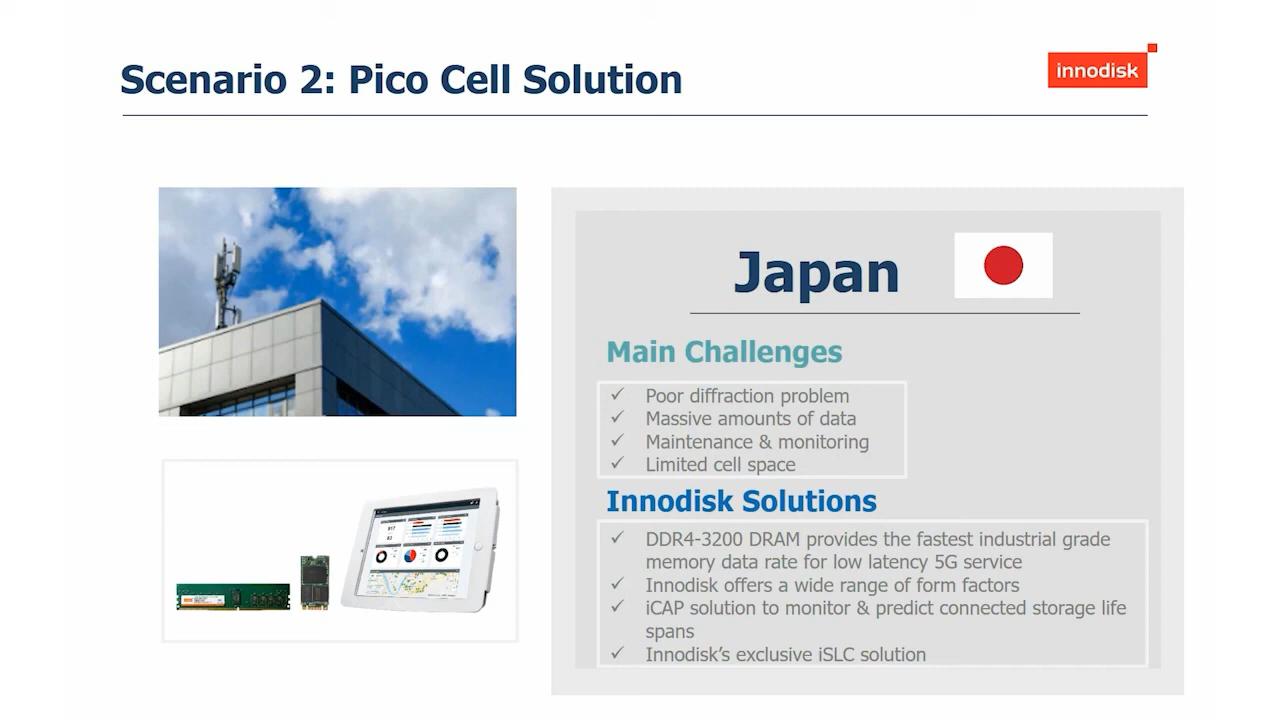 Scenario 2: Pico Cell Solution
innodisk
Japan
Main Challenges
✓ Poor diffraction problem
✓ Massive amounts of data
✓ Maintenance & monitoring
✓ Limited cell space
Innodisk Solutions
✓ DDR4-3200 DRAM provides the fastest industrial grade
memory data rate for low latency 5G service
✓ Innodisk offers a wide range of form factors
✓ iCAP solution to monitor & predict connected storage life
spans
✓ Innodisk’s exclusive iSLC solution